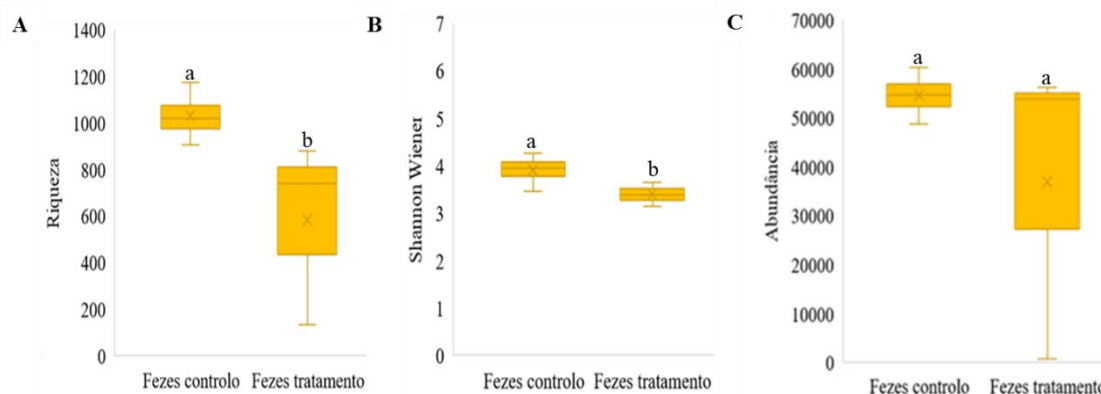 A
Riqueza
1400
1200
1000
800
600
400
200
0
a
b
Fezes controlo
Fezes tratamento
B
Shannon Wiener
7
6
5
4
3
2
1
0
a
b
Fezes controlo
Fezes tratamento
C
Abundância
70000
60000
50000
40000
30000
20000
10000
0
a
a
Fezes controlo
Fezes tratamento